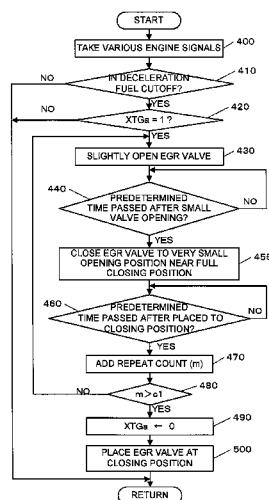 START
TAKE VARIOUS ENGINE SIGNALS
400
410
NO
IN DECELERATION
FUEL CUTOFF?
YES
420
NO
XTGa = 1 ?
YES
430
SLIGHTLY OPEN EGR VALVE
440
PREDETERMINED
TIME PASSED AFTER SMALL
VALVE OPENING?
NO
YES
CLOSE EGR VALVE TO VERY SMALL
OPENING POSITION NEAR FULL
CLOSING POSITION
455
460
PREDETERMINED
TIME PASSED AFTER PLACED TO
CLOSING POSITION?
NO
YES
470
ADD REPEAT COUNT (m)
480
NO
m>c1
YES
490
XTGa ← 0
500
PLACE EGR VALVE AT
CLOSING POSITION
RETURN